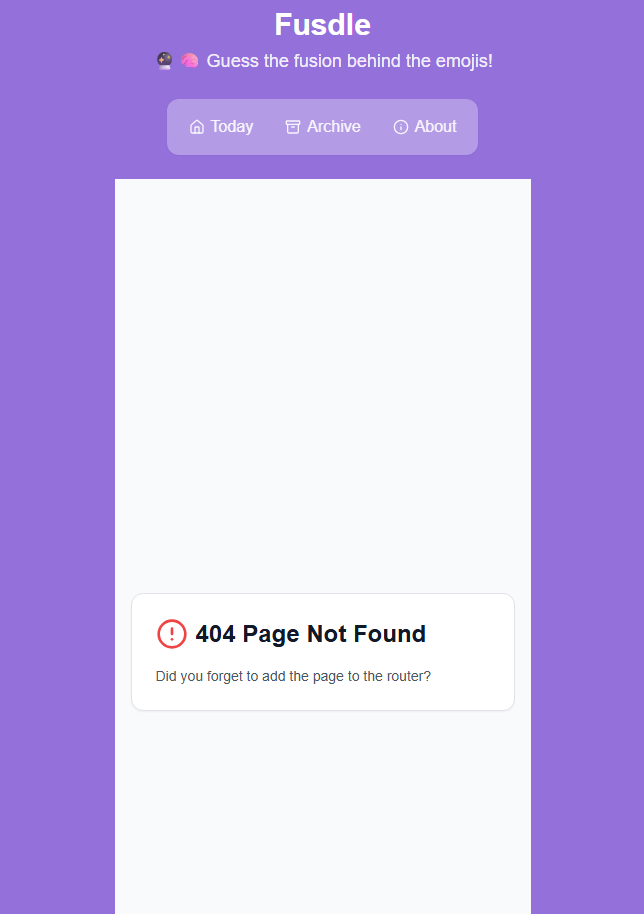 Fusdle
🔮 🧠 Guess the fusion behind the emojis!
Today Archive About
404 Page Not Found
Did you forget to add the page to the router?